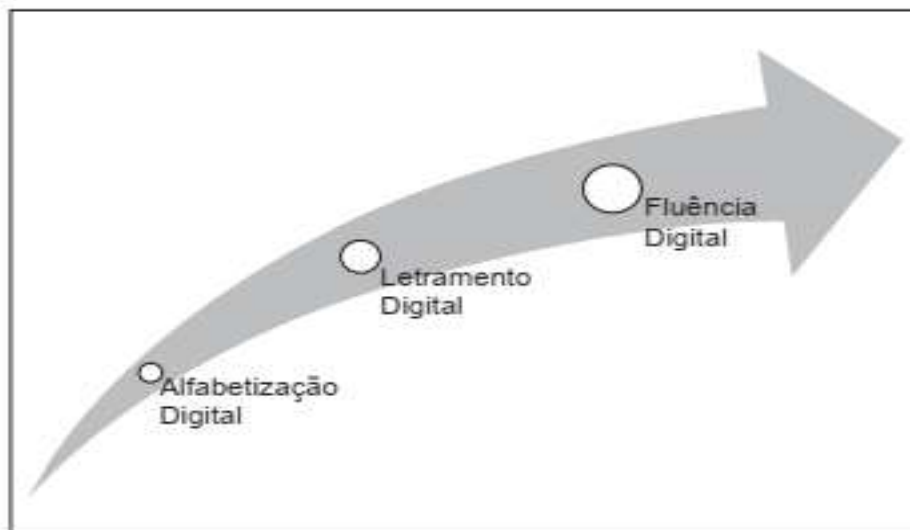 Fluência
Digital
Letramento
Digital
Alfabetização
Digital